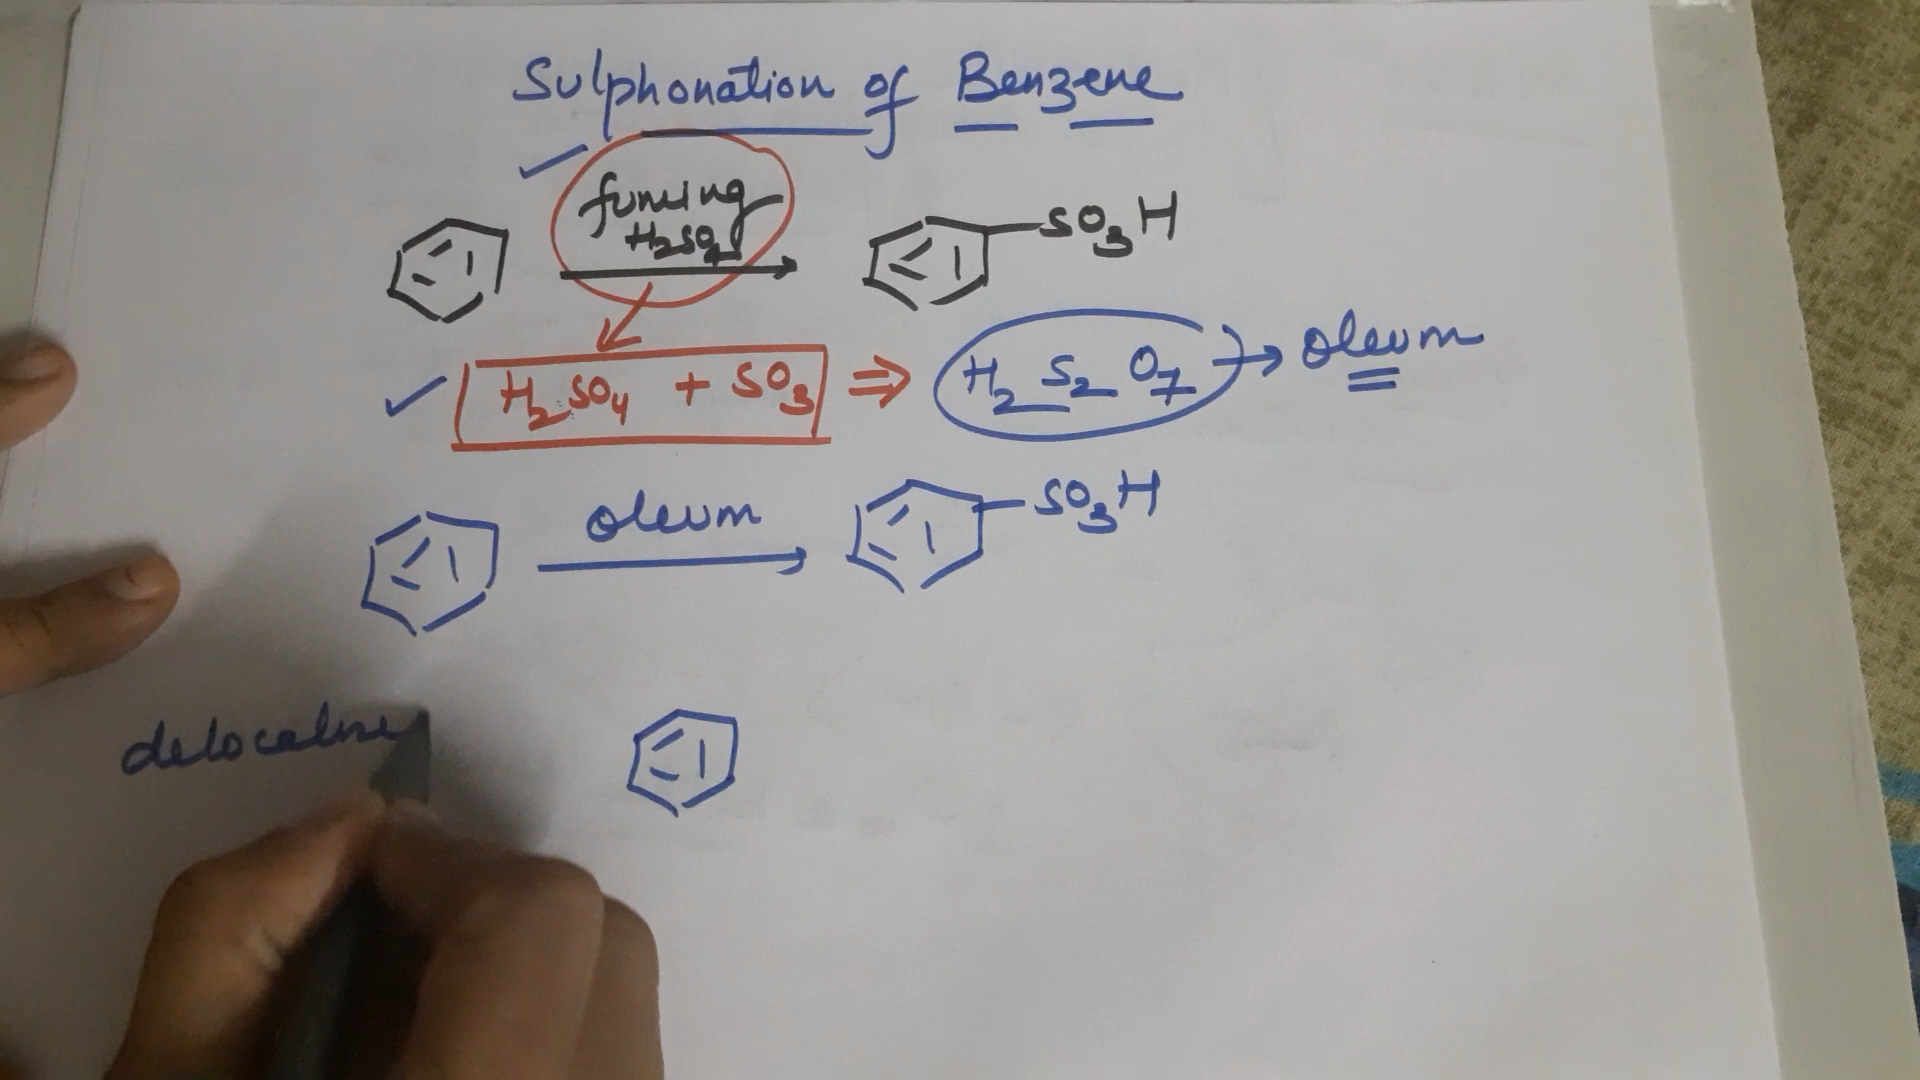 Sulphonation of Benzene
fuming
H2SO4
SO3H
H2SO4 + SO3 ⇒ H2S2O7 → oleum
oleum
SO3H
delocalise